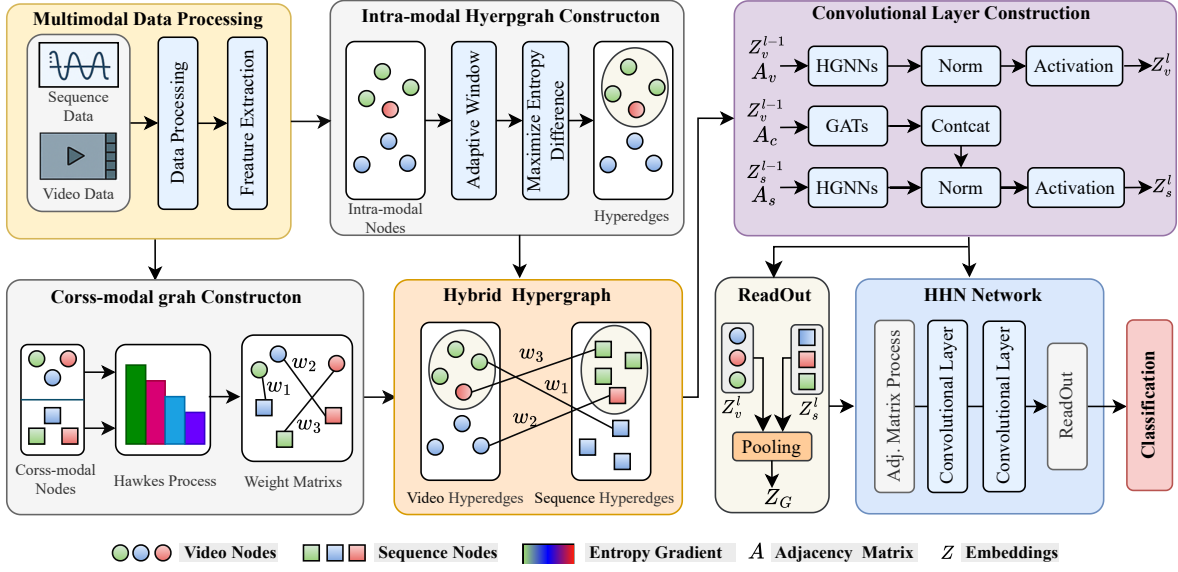 Multimodal Data Processing
Sequence
Data
Video Data
Data Processing
Freature Extraction
Intra-modal Hyerpgrah Constructon
Intra-modal
Nodes
Adaptive Window
Maximize Entropy
Difference
Hyperedges
Convolutional Layer Construction
Z_v^{l-1}
A_v
HGNNs
Norm
Activation
Z_v^l
Z_v^{l-1}
A_c
GATs
Contcat
Z_s^{l-1}
A_s
HGNNs
Norm
Activation
Z_s^l
Corss-modal grah Constructon
Corss-modal
Nodes
Hawkes Process
w_1
w_2
w_3
Weight Matrixs
Hybrid Hypergraph
w_3
w_1
w_2
Video Hyperedges
Sequence Hyperedges
ReadOut
Z_v^l
Z_s^l
Pooling
Z_G
HHN Network
Adj. Matrix Process
Convolutional Layer
Convolutional Layer
ReadOut
Classification
Video Nodes
Sequence Nodes
Entropy Gradient
A Adjacency Matrix
Z Embeddings